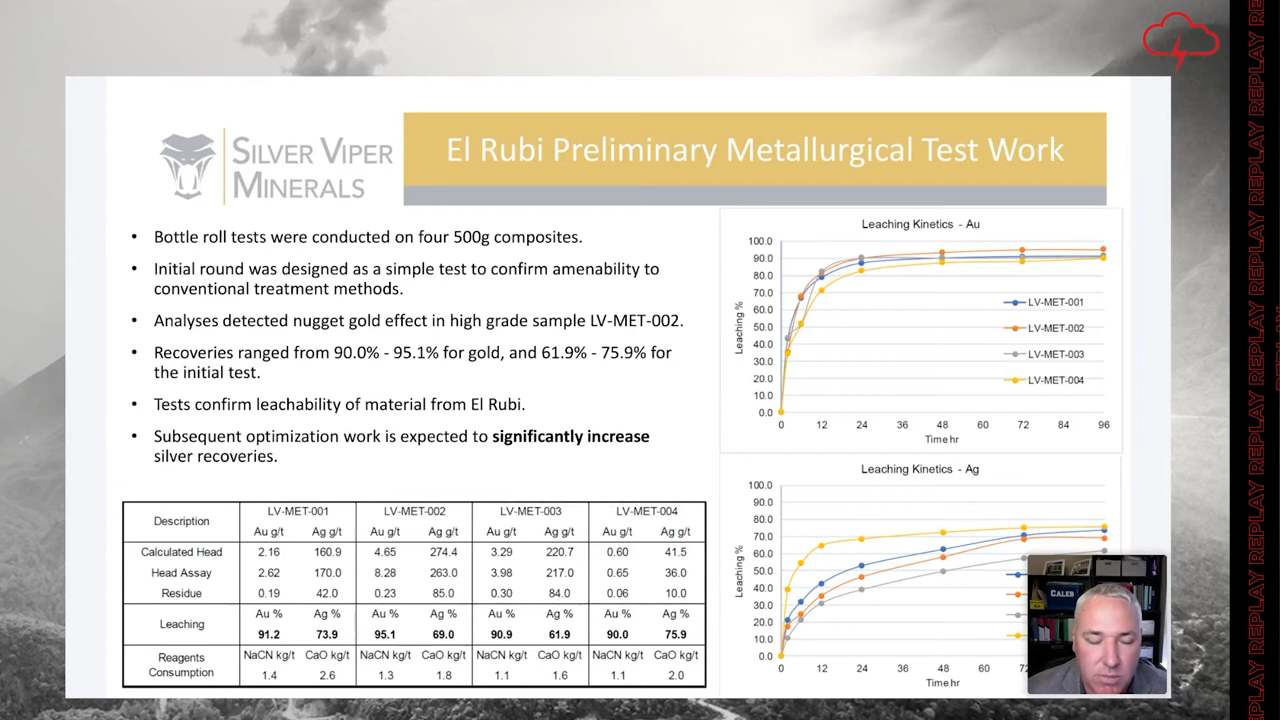 SILVER VIPER
MINERALS
El Rubi Preliminary Metallurgical Test Work
• Bottle roll tests were conducted on four 500g composites.
• Initial round was designed as a simple test to confirm amenability to
conventional treatment methods.
• Analyses detected nugget gold effect in high grade sample LV-MET-002.
• Recoveries ranged from 90.0% - 95.1% for gold, and 61.9% - 75.9% for
the initial test.
• Tests confirm leachability of material from El Rubi.
• Subsequent optimization work is expected to significantly increase
silver recoveries.
Description LV-MET-001 LV-MET-002 LV-MET-003 LV-MET-004
Au g/t Ag g/t Au g/t Ag g/t Au g/t Ag g/t Au g/t Ag g/t
Calculated Head 2.16 160.9 4.65 274.4 3.29 220.7 0.60 41.5
Head Assay 2.62 170.0 8.28 263.0 3.98 217.0 0.65 36.0
Residue 0.19 42.0 0.23 85.0 0.30 84.0 0.06 10.0
Leaching Au % Ag % Au % Ag % Au % Ag % Au % Ag %
91.2 73.9 95.1 69.0 90.9 61.9 90.0 75.9
Reagents NaCN kg/t CaO kg/t NaCN kg/t CaO kg/t NaCN kg/t CaO kg/t NaCN kg/t CaO kg/t
Consumption 1.4 2.6 1.3 1.8 1.1 1.6 1.1 2.0
Leaching Kinetics - Au
100.0
90.0
80.0
70.0
60.0
50.0
40.0
30.0
20.0
10.0
0.0
Leaching %
LV-MET-001
LV-MET-002
LV-MET-003
LV-MET-004
0 12 24 36 48 60 72 84 96
Time hr
Leaching Kinetics - Ag
100.0
90.0
80.0
70.0
60.0
50.0
40.0
30.0
20.0
10.0
0.0
Leaching %
0 12 24 36 48 60
Time hr
CALEB
REPLAY REPLAY REPLAY REPLAY REPLAY REPLAY REPLAY